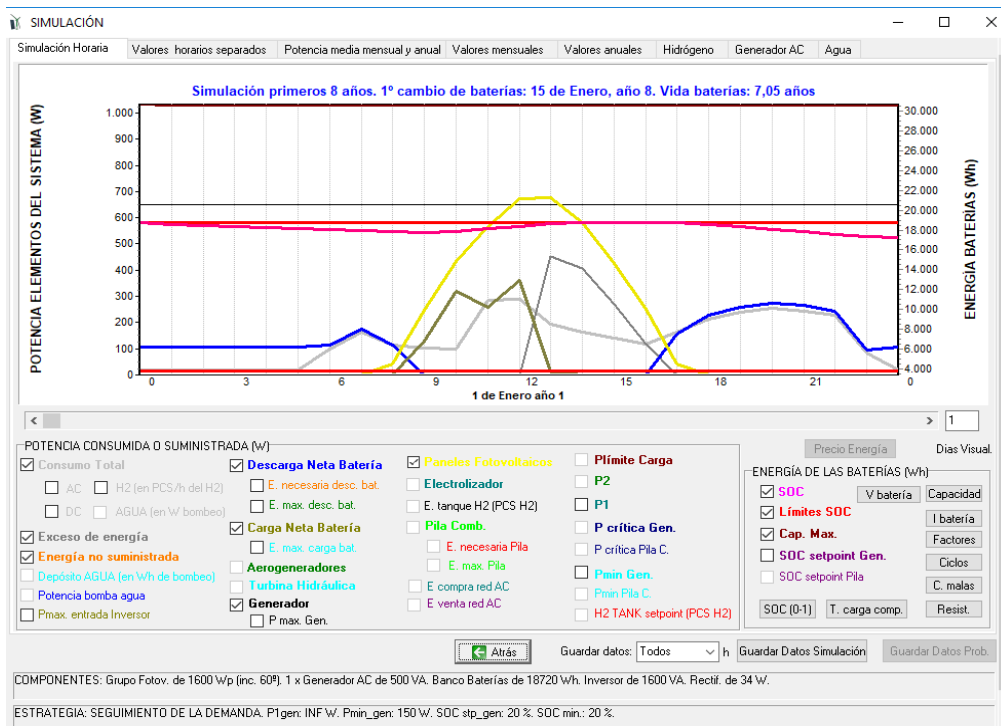 SIMULACIÓN
Simulación Horaria
Valores horarios separados
Potencia media mensual y anual
Valores mensuales
Valores anuales
Hidrógeno
Generador AC
Agua
Simulación primeros 8 años. 1º cambio de baterías: 15 de Enero, año 8. Vida baterías: 7,05 años
POTENCIA ELEMENTOS DEL SISTEMA (W)
1.000
900
800
700
600
500
400
300
200
100
0
30.000
28.000
26.000
24.000
22.000
20.000
18.000
16.000
14.000
12.000
10.000
8.000
6.000
4.000
ENERGÍA BATERÍAS (Wh)
0 3 6 9 12 15 18 21 0
1 de Enero año 1
1
POTENCIA CONSUMIDA O SUMINISTRADA (W)
Consumo Total
AC
H2 (en PCS/h del H2)
DC
AGUA (en W bombeo)
Exceso de energía
Energía no suministrada
Depósito AGUA (en Wh de bombeo)
Potencia bomba agua
Pmax. entrada Inversor
Descarga Neta Batería
E. necesaria desc. bat.
E. max. desc. bat.
Carga Neta Batería
E. max. carga bat.
Aerogeneradores
Turbina Hidráulica
Generador
P max. Gen.
Paneles Fotovoltaicos
Electrolizador
E. tanque H2 (PCS H2)
Pila Comb.
E. necesaria Pila
E. max. Pila
E compra red AC
E venta red AC
Plímite Carga
P2
P1
P crítica Gen.
P crítica Pila C.
Pmin Gen.
Pmin Pila C.
H2 TANK setpoint (PCS H2)
Precio Energía
Dias Visual.
ENERGÍA DE LAS BATERÍAS (Wh)
SOC
Límites SOC
Cap. Max.
SOC setpoint Gen.
SOC setpoint Pila
V batería
Capacidad
I batería
Factores
Ciclos
C. malas
SOC (0-1)
T. carga comp.
Resist.
Atrás
Guardar datos:
Todos
h
Guardar Datos Simulación
Guardar Datos Prob.
COMPONENTES: Grupo Fotov. de 1600 Wp (inc. 60º). 1 x Generador AC de 500 VA. Banco Baterías de 18720 Wh. Inversor de 1600 VA. Rectif. de 34 W.
ESTRATEGIA: SEGUIMIENTO DE LA DEMANDA. P1gen: INF W. Pmin_gen: 150 W. SOC stp_gen: 20 %. SOC min.: 20 %.